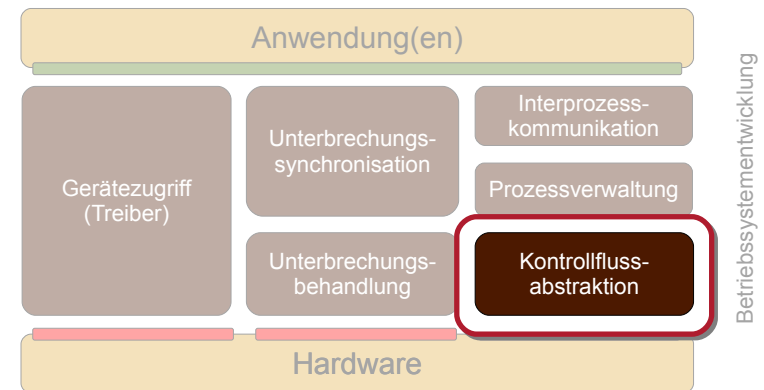 Anwendung(en)
Gerätezugriff
(Treiber)
Unterbrechungs-
synchronisation
Interprozess-
kommunikation
Prozessverwaltung
Unterbrechungs-
behandlung
Kontrollfluss-
abstraktion
Hardware
Betriebssystementwicklung